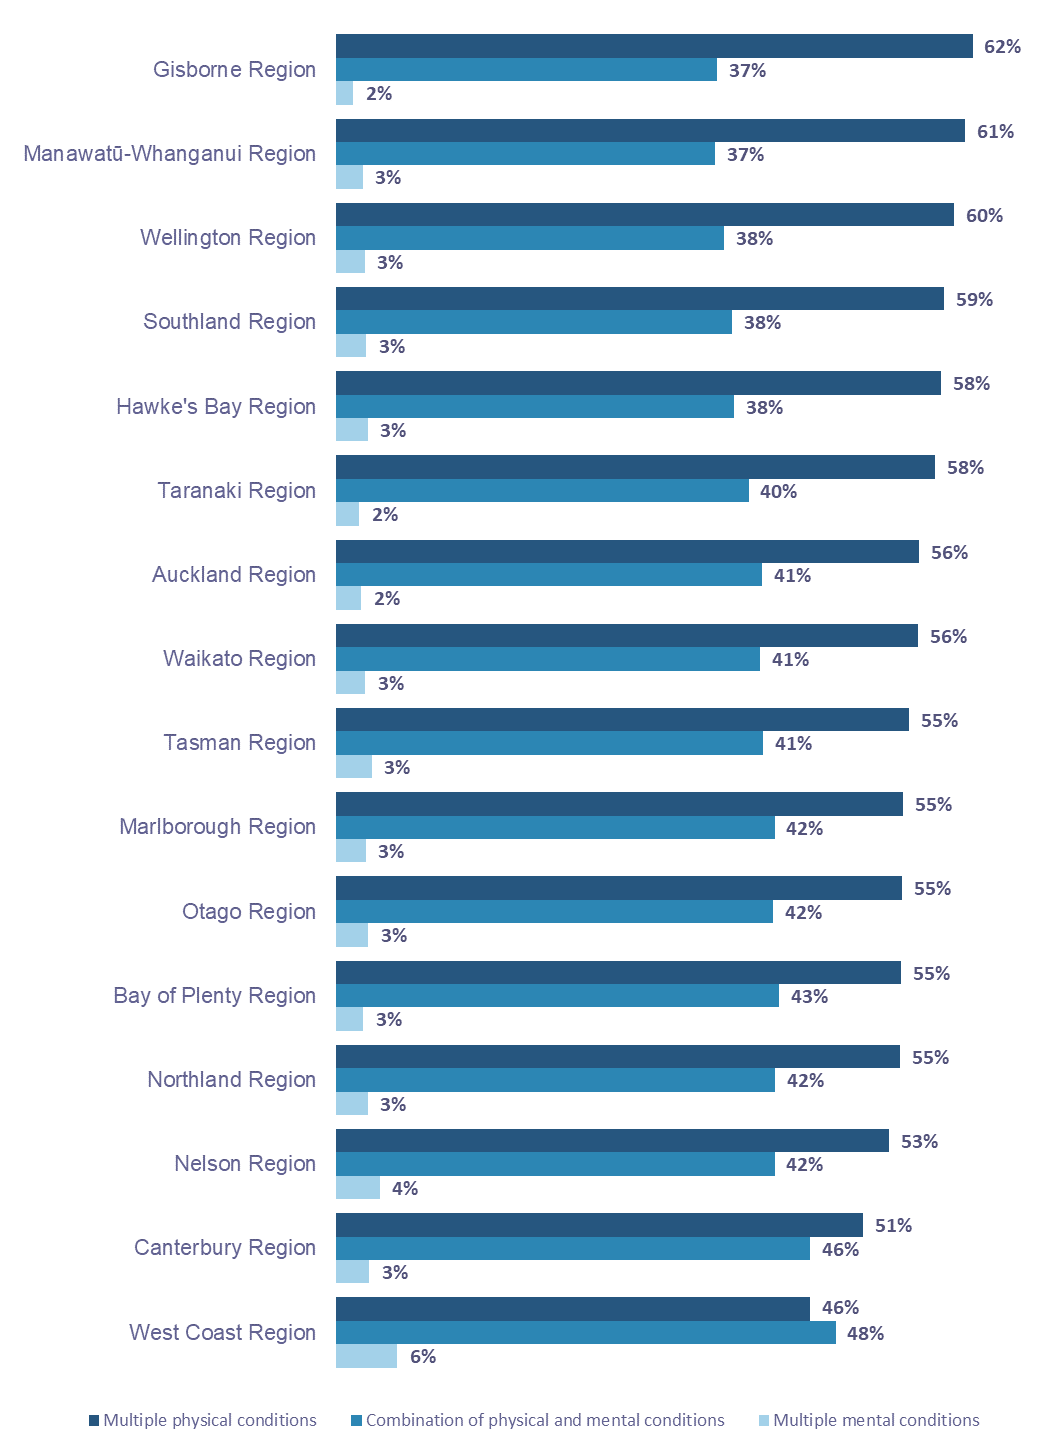 62%
Gisborne Region 37%
2%
61%
Manawatū-Whanganui Region 37%
3%
60%
Wellington Region 38%
3%
59%
Southland Region 38%
3%
58%
Hawke's Bay Region 38%
3%
58%
Taranaki Region 40%
2%
56%
Auckland Region 41%
2%
56%
Waikato Region 41%
3%
55%
Tasman Region 41%
3%
55%
Marlborough Region 42%
3%
55%
Otago Region 42%
3%
55%
Bay of Plenty Region 43%
3%
55%
Northland Region 42%
3%
53%
Nelson Region 42%
4%
51%
Canterbury Region 46%
3%
46%
West Coast Region 48%
6%
Multiple physical conditions Combination of physical and mental conditions Multiple mental conditions